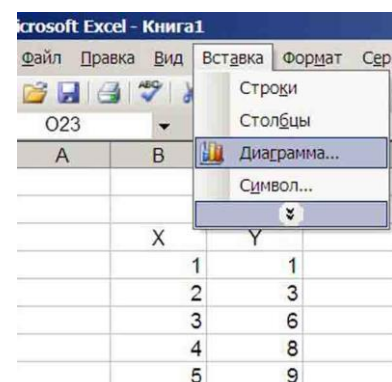 icrosoft Excel - Книга1
Файл Правка Вид Вставка Формат Сер
ABC
Строки
O23
Столбцы
A B
Диаграмма...
Символ...
X Y
1 1
2 3
3 6
4 8
5 9